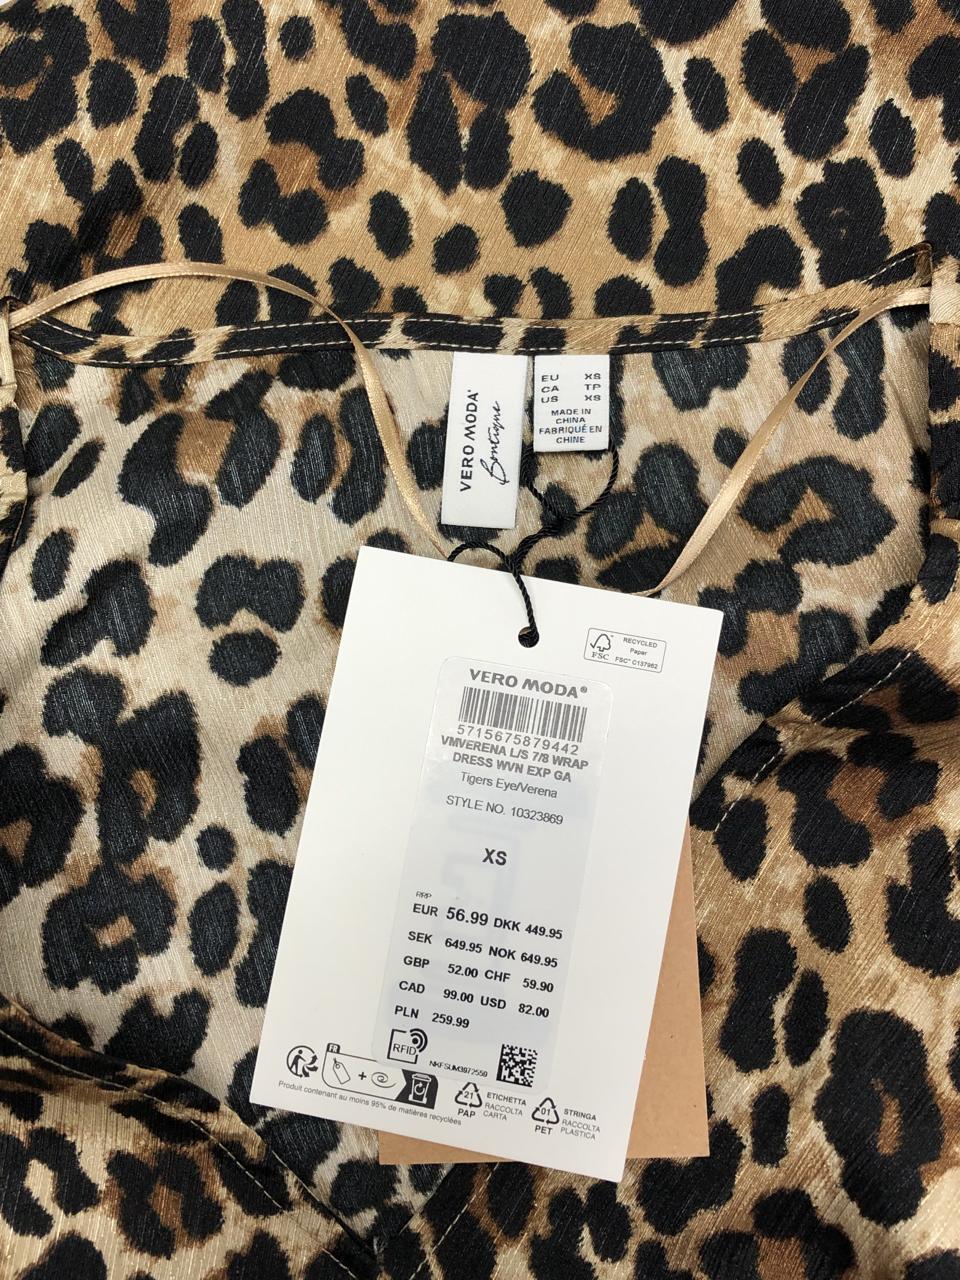 VERO MODA®
Boutique
EU XS
CA TP
US XS
MADE IN
CHINA
FABRIQUÉ EN
CHINE
FSC
RECYCLED
Paper
FSC® C137962
VERO MODA®
5715675879442
VMVERENA L/S 7/8 WRAP
DRESS WVN EXP GA
Tigers Eye/Verena
STYLE NO. 10323869
XS
RRP
EUR 56.99 DKK 449.95
SEK 649.95 NOK 649.95
GBP 52.00 CHF 59.90
CAD 99.00 USD 82.00
PLN 259.99
RFID
NKFSUM3972559
FR
+
Produit contenant au moins 95% de matières recyclées
21
PAP
ETICHETTA
RACCOLTA
CARTA
01
PET
STRINGA
RACCOLTA
PLASTICA